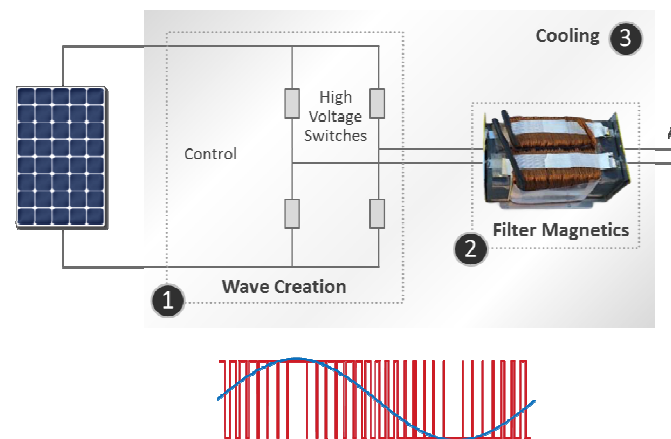 Cooling
3
High
Voltage
Switches
Control
Filter Magnetics
2
Wave Creation
1